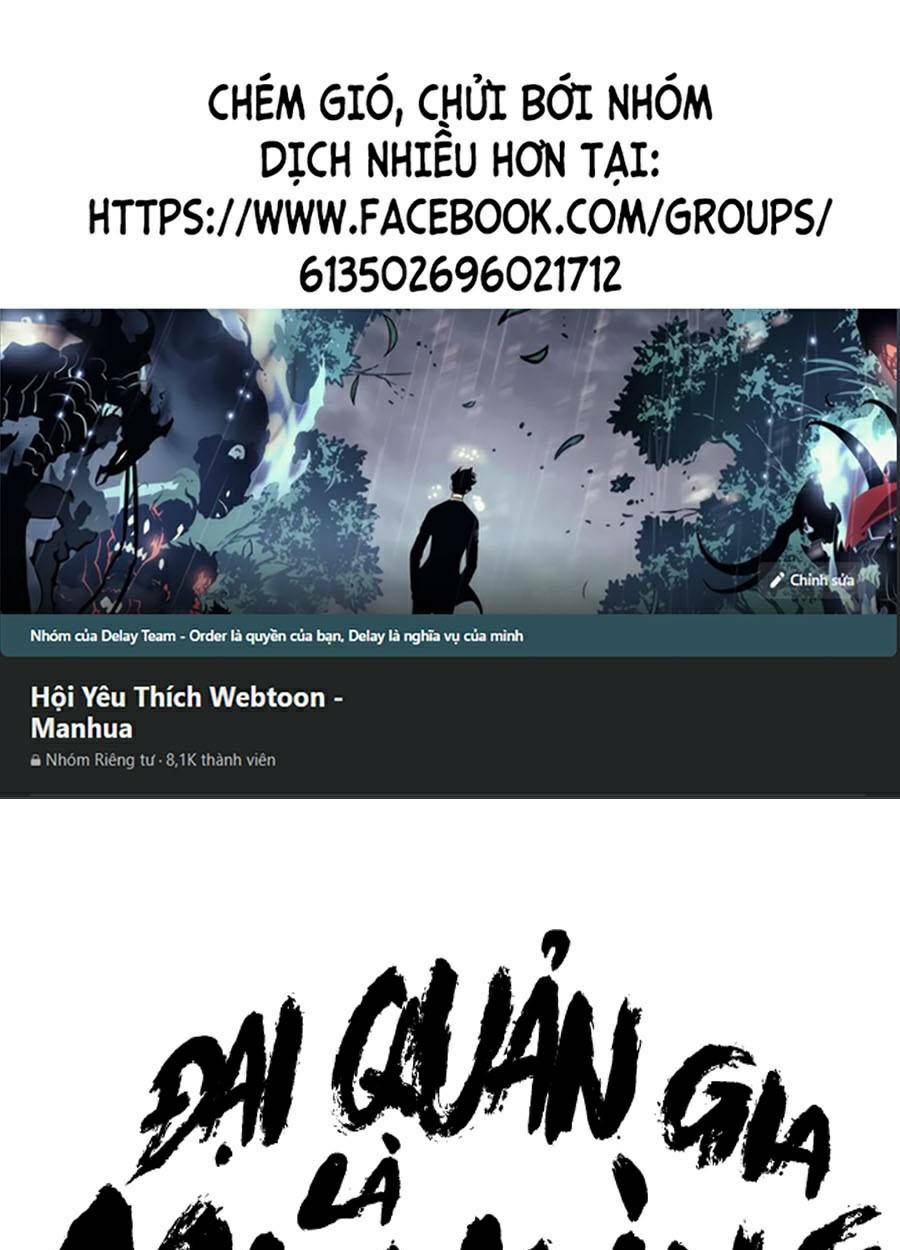 CHÉM GIÓ, CHỬI BỚI NHÓM
DỊCH NHIỀU HƠN TẠI:
HTTPS://WWW.FACEBOOK.COM/GROUPS/
613502696021712
Chỉnh sửa
Nhóm của Delay Team - Order là quyền của bạn, Delay là nghĩa vụ của mình
Hội Yêu Thích Webtoon -
Manhua
Nhóm Riêng tư · 8,1K thành viên
ĐẠI QUẢN GIA
LÀ